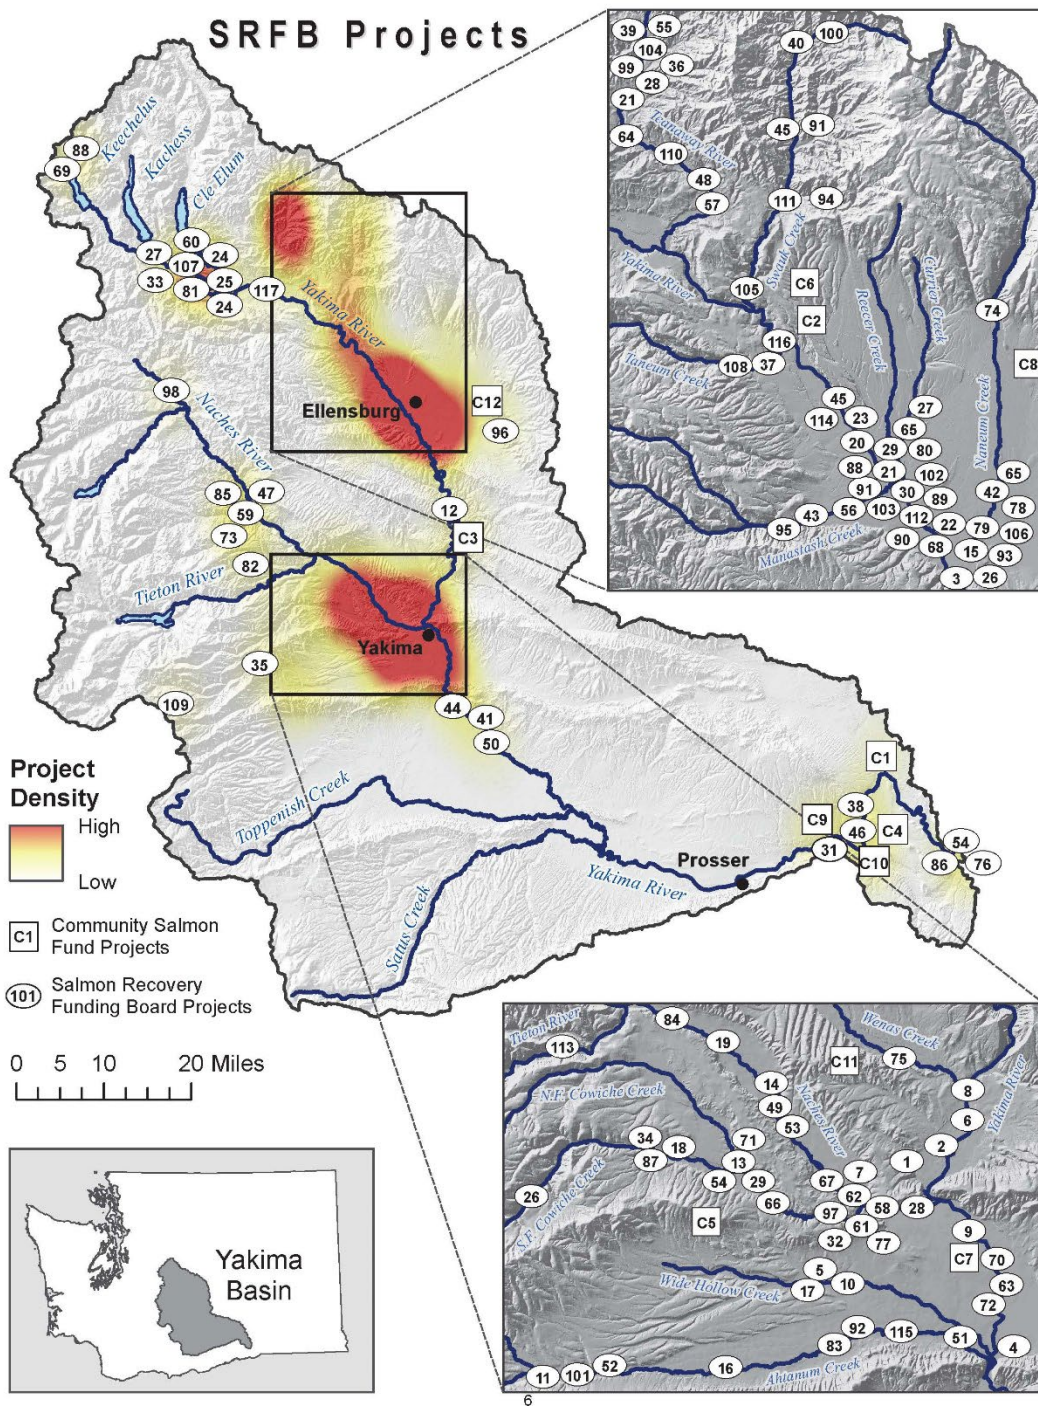 SRFB Projects
Keechelus
Kachess
Cle Elum
88
69
60
27
24
107
33
25
81
24
117
Yakima River
Ellensburg
C12
96
98
Naches River
85
47
59
73
82
12
C3
Tieton River
Yakima
35
109
44
41
50
Toppenish Creek
Satus Creek
Yakima River
Prosser
C1
38
C9
46
C4
31
C10
54
86
76
Project
Density
High
Low
C1
Community Salmon
Fund Projects
101
Salmon Recovery
Funding Board Projects
0 5 10 20 Miles
Yakima
Basin
39
55
104
99
36
28
21
64
Teanaway River
110
48
57
40
100
45
91
111
94
Swauk Creek
Yakima River
105
C6
C2
Reecer Creek
Currier Creek
74
C8
Naneum Creek
116
Taneum Creek
108
37
45
114
23
27
65
20
29
80
88
21
102
65
91
30
89
42
78
56
103
43
95
112
22
79
106
Manastash Creek
90
68
15
93
3
26
Tieton River
84
113
19
Wenas Creek
C11
75
N.F. Cowiche Creek
14
49
53
Naches River
8
6
Yakima River
34
18
71
87
13
54
29
2
1
7
67
62
26
S.F. Cowiche Creek
66
97
58
28
C5
61
32
77
9
C7
70
5
Wide Hollow Creek
17
10
63
72
92
115
51
83
4
11
101
52
16
Ahtanum Creek
6